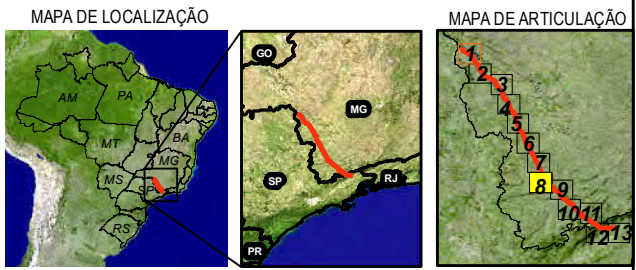 MAPA DE LOCALIZAÇÃO
AM
PA
MT
BA
MG
MS
SP
RS
GO
MG
SP
RJ
PR
MAPA DE ARTICULAÇÃO
1
2
3
4
5
6
7
8
9
10
11
12
13